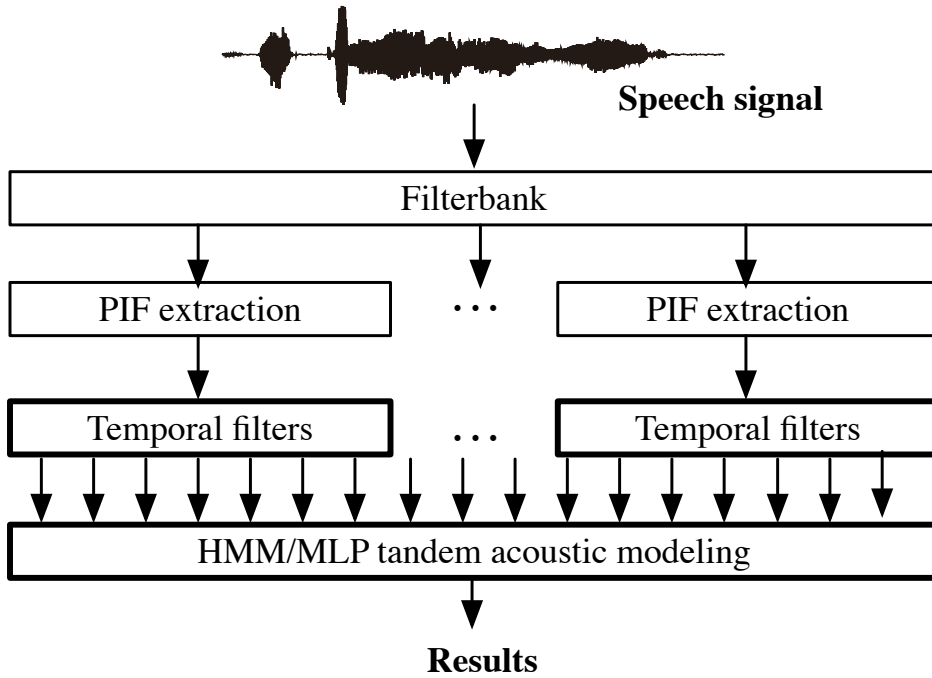 Speech signal
Filterbank
PIF extraction
...
PIF extraction
Temporal filters
...
Temporal filters
HMM/MLP tandem acoustic modeling
Results